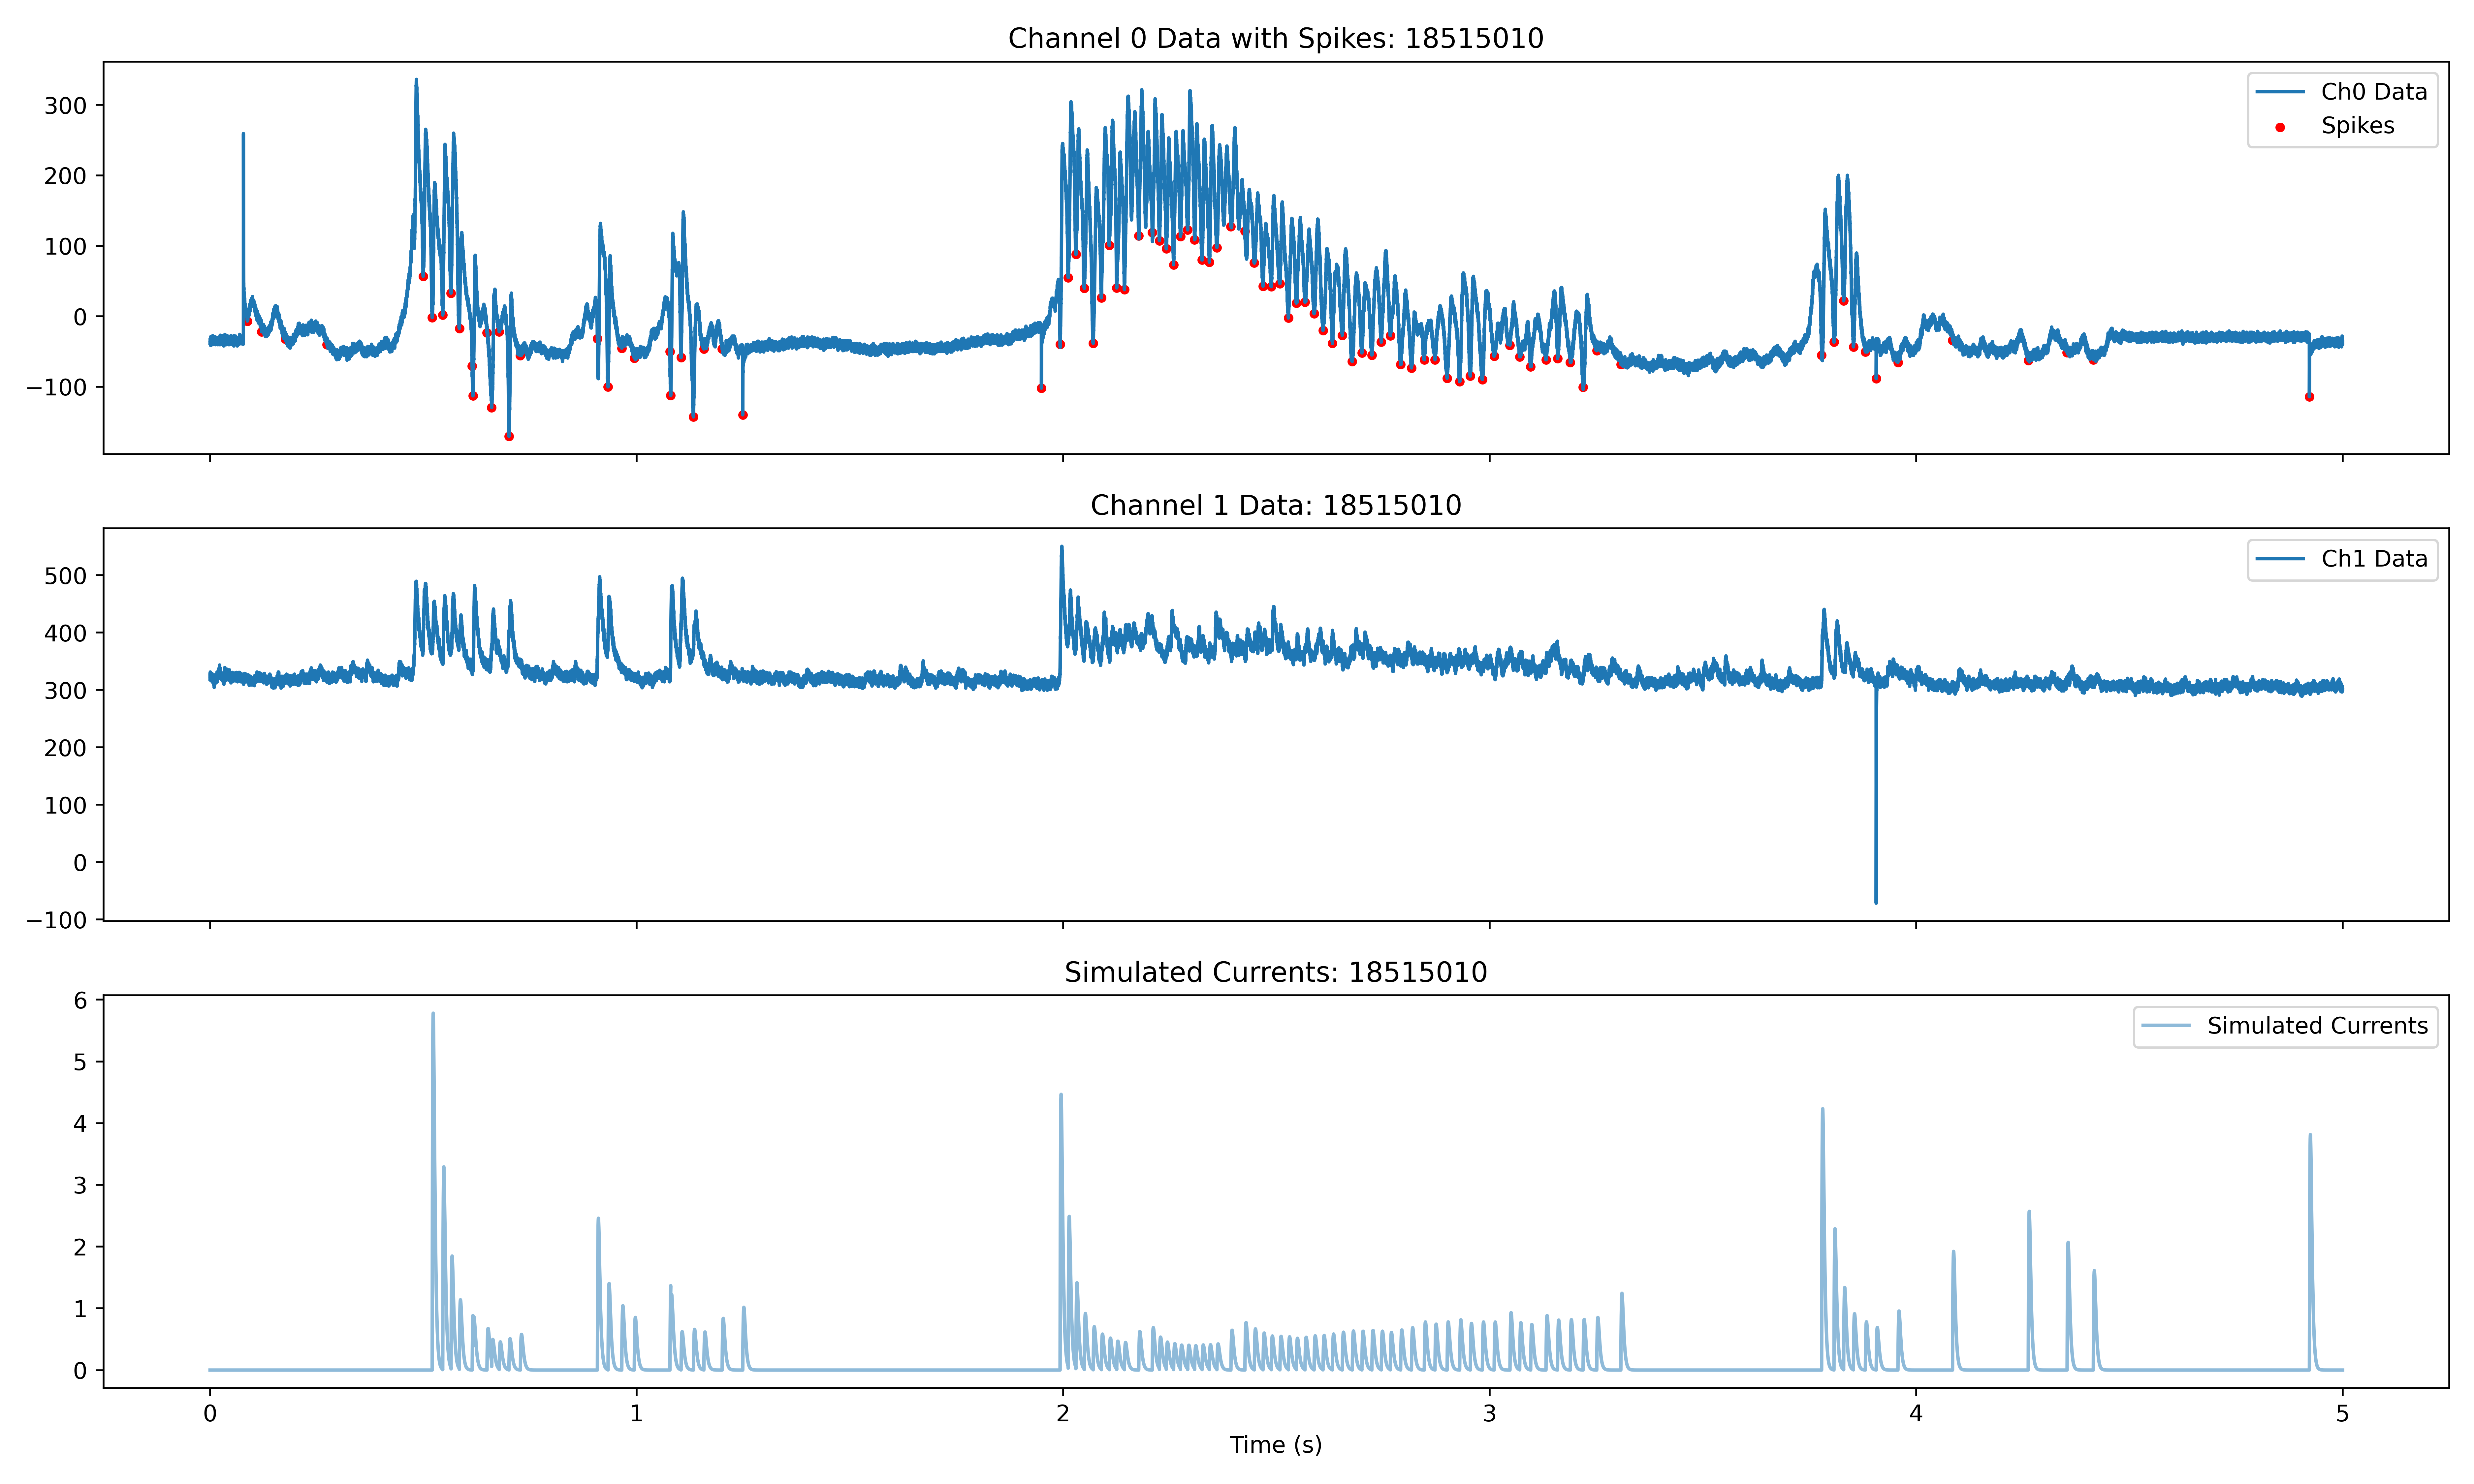 Channel 0 Data with Spikes: 18515010
300
200
100
0
−100
Ch0 Data
Spikes
Channel 1 Data: 18515010
500
400
300
200
100
0
−100
Ch1 Data
Simulated Currents: 18515010
6
5
4
3
2
1
0
Simulated Currents
0 1 2 3 4 5
Time (s)